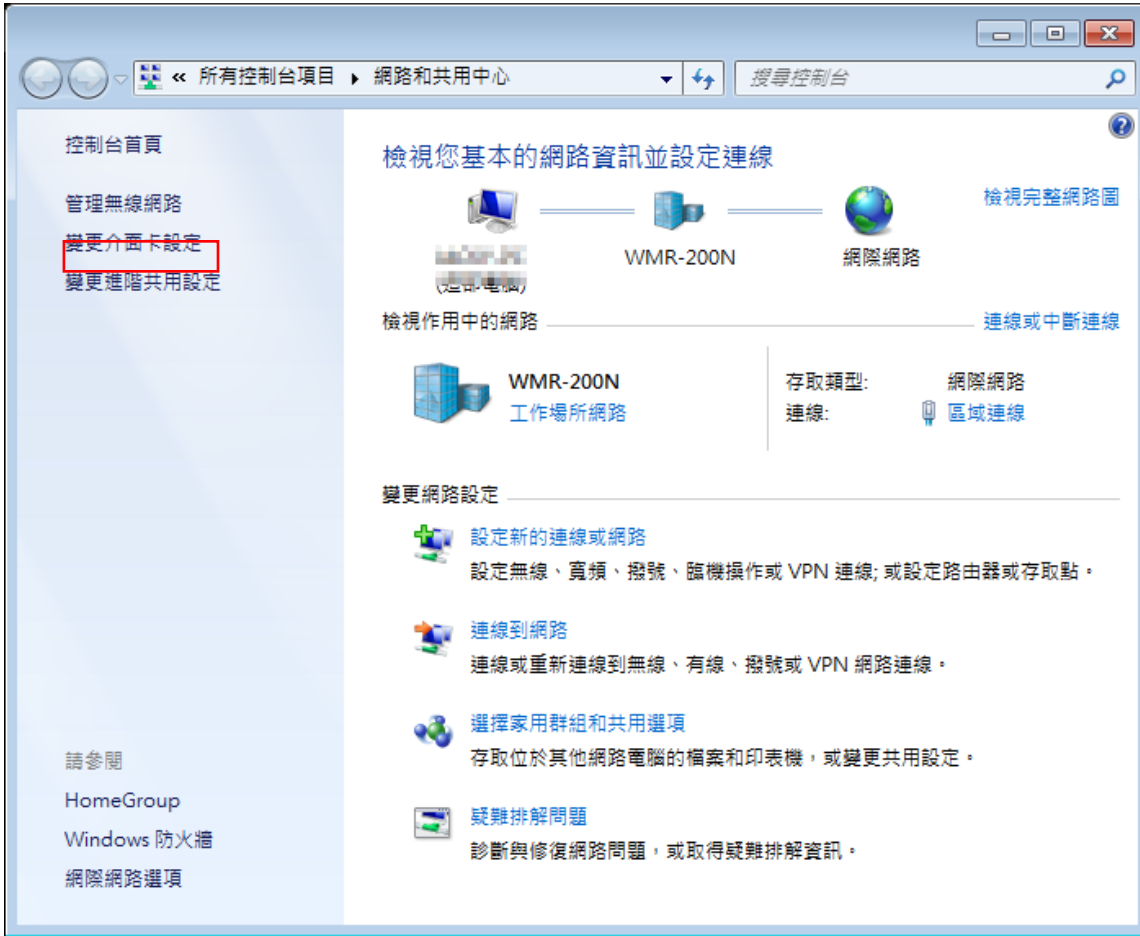 « 所有控制台項目 ▸ 網路和共用中心
搜尋控制台
控制台首頁
管理無線網路
變更介面卡設定
變更進階共用設定
檢視您基本的網路資訊並設定連線
檢視完整網路圖
WMR-200N
網際網路
(這部電腦)
檢視作用中的網路
連線或中斷連線
WMR-200N
工作場所網路
存取類型: 網際網路
連線: 區域連線
變更網路設定
設定新的連線或網路
設定無線、寬頻、撥號、臨機操作或 VPN 連線; 或設定路由器或存取點。
連線到網路
連線或重新連線到無線、有線、撥號或 VPN 網路連線。
選擇家用群組和共用選項
存取位於其他網路電腦的檔案和印表機，或變更共用設定。
疑難排解問題
診斷與修復網路問題，或取得疑難排解資訊。
請參閱
HomeGroup
Windows 防火牆
網際網路選項